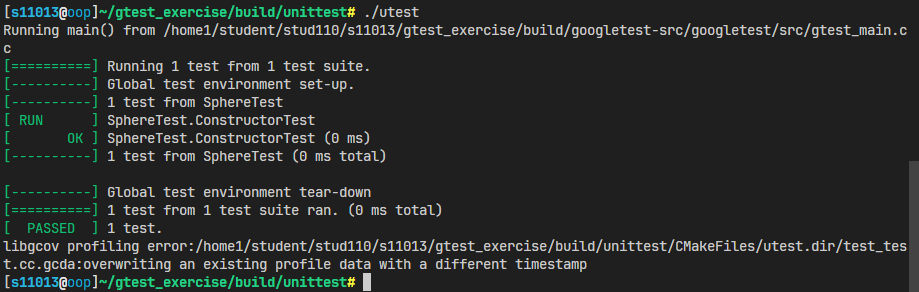 [s11013@oop]~/gtest_exercise/build/unittest# ./utest
Running main() from /home1/student/stud110/s11013/gtest_exercise/build/googletest-src/googletest/src/gtest_main.c
c
[==========] Running 1 test from 1 test suite.
[----------] Global test environment set-up.
[----------] 1 test from SphereTest
[ RUN      ] SphereTest.ConstructorTest
[       OK ] SphereTest.ConstructorTest (0 ms)
[----------] 1 test from SphereTest (0 ms total)

[----------] Global test environment tear-down
[==========] 1 test from 1 test suite ran. (0 ms total)
[  PASSED  ] 1 test.
libgcov profiling error:/home1/student/stud110/s11013/gtest_exercise/build/unittest/CMakeFiles/utest.dir/test_tes
t.cc.gcda:overwriting an existing profile data with a different timestamp
[s11013@oop]~/gtest_exercise/build/unittest#